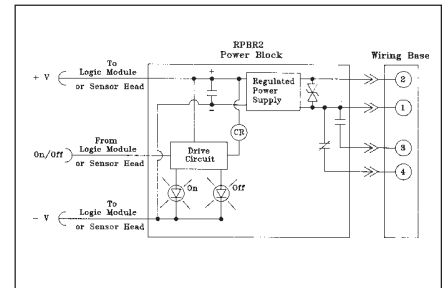 RPBR2
Power Block
Wiring Base
To
+ V
Logic Module
or Sensor Head
+
Regulated
Power
Supply
2
1
CR
From
On/Off
Logic Module
or Sensor Head
Drive
Circuit
3
4
On
Off
To
- V
Logic Module
or Sensor Head